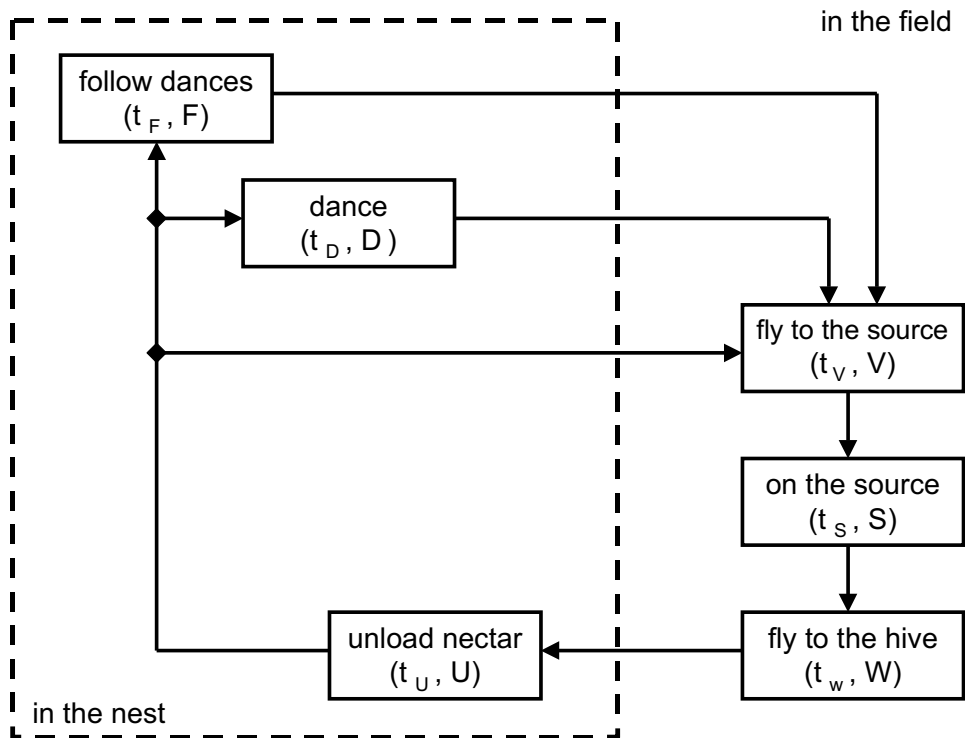 in the field
follow dances
(t F , F)
dance
(t D , D )
fly to the source
(t V , V)
on the source
(t S , S)
unload nectar
(t U , U)
fly to the hive
(t w , W)
in the nest